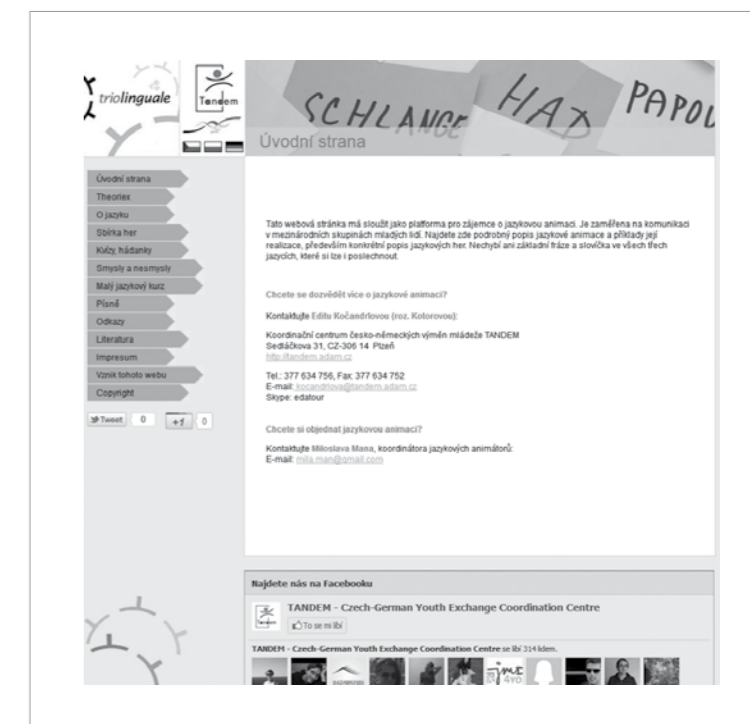 triolinguale
Tandem
SCHLANGE
HAD
PAPOU
Úvodní strana
Úvodní strana
Theoriex
O jazyku
Sbírka her
Kvízy, hádanky
Smysly a nesmysly
Malý jazykový kurz
Písně
Odkazy
Literatura
Impresum
Vznik tohoto webu
Copyright
Tweet 0 +1 0
Tato webová stránka má sloužit jako platforma pro zájemce o jazykovou animaci. Je zaměřena na komunikaci
v mezinárodních skupinách mladých lidí. Najdete zde podrobný popis jazykové animace a příklady její
realizace, především konkrétní popis jazykových her. Nechybí ani základní fráze a slovíčka ve všech třech
jazycích, které si lze i poslechnout.
Chcete se dozvědět více o jazykové animaci?
Kontaktujte Editu Kočandrlovou (roz. Kotorovou):
Koordinační centrum česko-německých výměn mládeže TANDEM
Sedláčkova 31, CZ-306 14 Plzeň
http://tandem.adam.cz
Tel.: 377 634 756, Fax: 377 634 752
E-mail: kocandrlova@tandem.adam.cz
Skype: edatour
Chcete si objednat jazykovou animaci?
Kontaktujte Miloslava Mana, koordinátora jazykových animátorů:
E-mail: mila.man@gmail.com
Najdete nás na Facebooku
TANDEM - Czech-German Youth Exchange Coordination Centre
To se mi líbí
TANDEM - Czech-German Youth Exchange Coordination Centre se líbí 314 lidem.